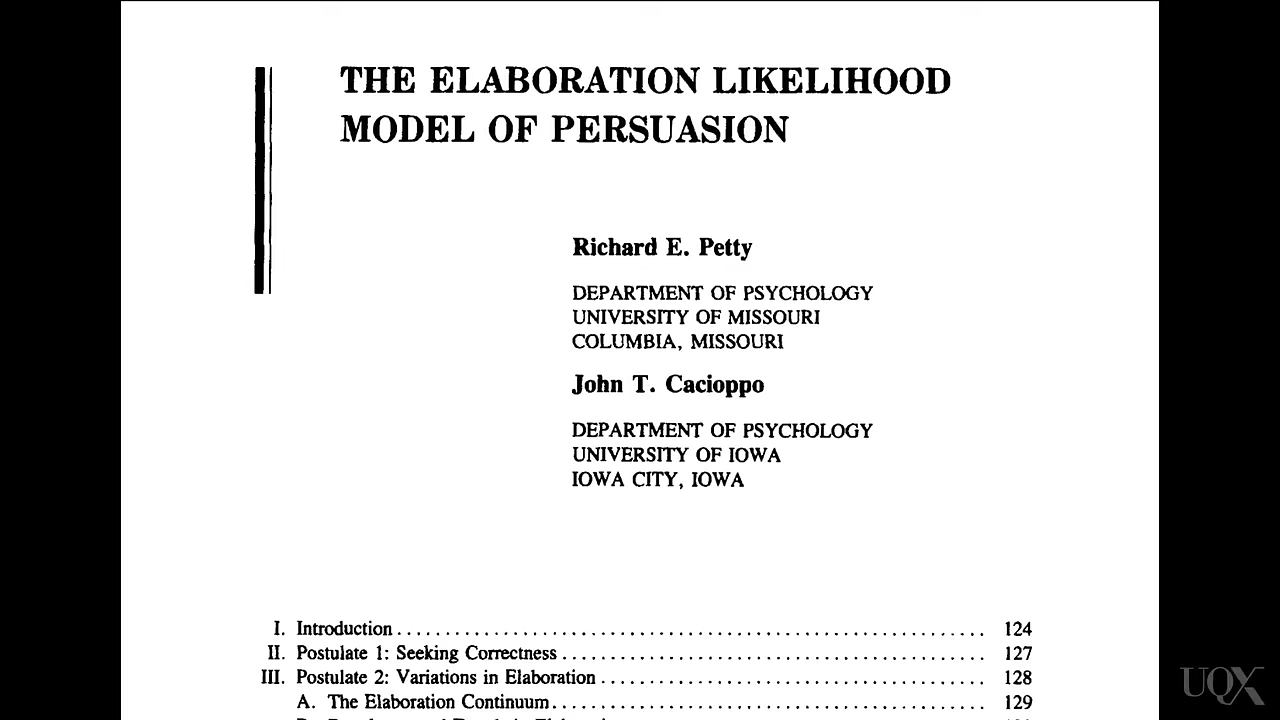 THE ELABORATION LIKELIHOOD
MODEL OF PERSUASION
Richard E. Petty
DEPARTMENT OF PSYCHOLOGY
UNIVERSITY OF MISSOURI
COLUMBIA, MISSOURI
John T. Cacioppo
DEPARTMENT OF PSYCHOLOGY
UNIVERSITY OF IOWA
IOWA CITY, IOWA
I. Introduction ................................................ 124
II. Postulate 1: Seeking Correctness ................................... 127
III. Postulate 2: Variations in Elaboration ................................ 128
A. The Elaboration Continuum .................................... 129
UQX